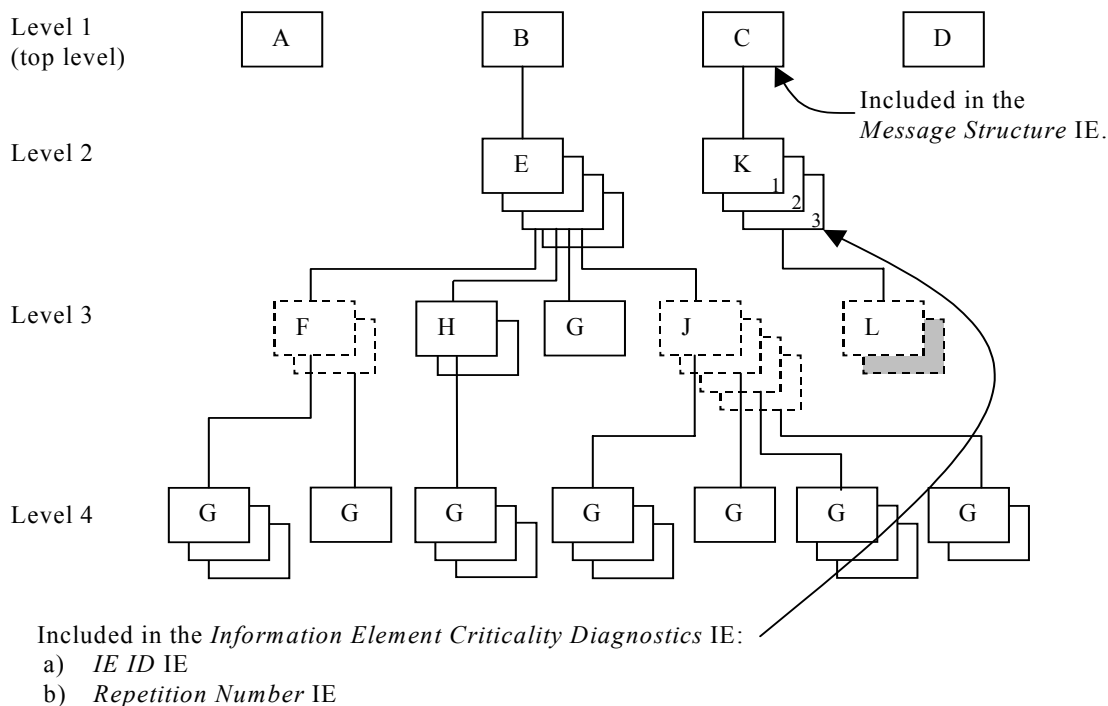 Level 1
(top level)
A
B
C
D
Included in the
Message Structure IE.
Level 2
E
K
1
2
3
Level 3
F
H
G
J
L
Level 4
G
G
G
G
G
G
G
Included in the Information Element Criticality Diagnostics IE:
a) IE ID IE
b) Repetition Number IE